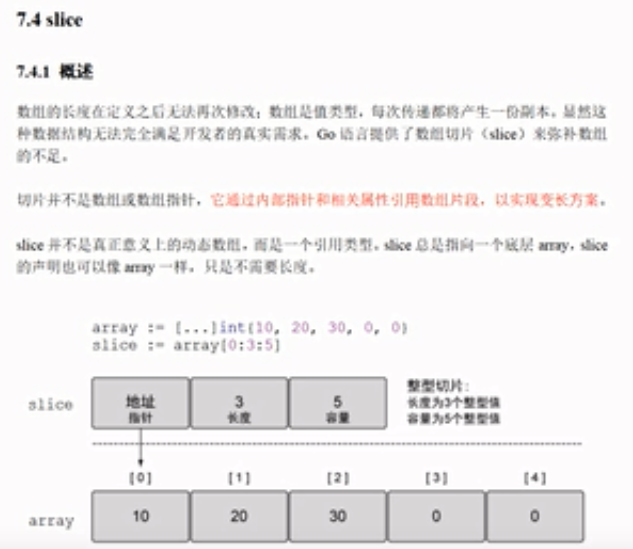 7.4 slice
7.4.1 概述
数组的长度在定义之后无法再次修改；数组是值类型，每次传递都将产生一份副本。显然这
种数据结构无法完全满足开发者的真实需求。Go 语言提供了数组切片（slice）来弥补数组
的不足。
切片并不是数组或数组指针，它通过内部指针和相关属性引用数组片段，以实现变长方案。
slice 并不是真正意义上的动态数组，而是一个引用类型。slice 总是指向一个底层 array，slice
的声明也可以像 array 一样，只是不需要长度。
array := [...]int{10, 20, 30, 0, 0}
slice := array[0:3:5]
slice
地址 3 5
指针 长度 容量
整型切片：
长度为3个整型值
容量为5个整型值
[0] [1] [2] [3] [4]
array 10 20 30 0 0